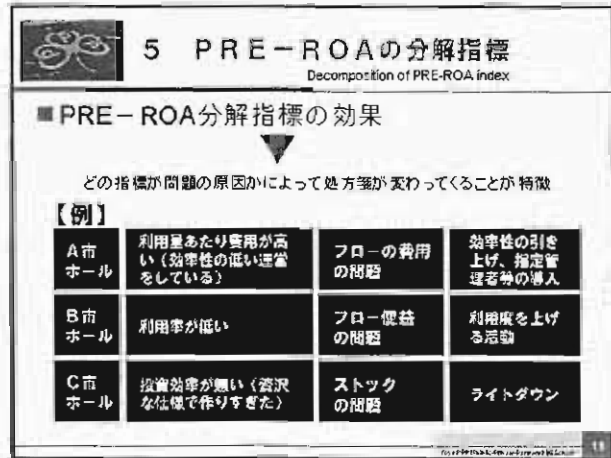 5 PRE-ROAの分解指標
Decomposition of PRE-ROA index
■PRE-ROA分解指標の効果
どの指標が問題の原因かによって処方箋が変わってくることが特徴
【例】
A市
ホール
利用量あたり費用が高
い(効率性の低い運営
をしている)
フローの費用
の問題
効率性の引き
上げ、指定管
理者等の導入
B市
ホール
利用率が低い
フロー便益
の問題
利用度を上げ
る活動
C市
ホール
投資効率が悪い(贅沢
な仕様で作りすぎた)
ストック
の問題
ライトダウン